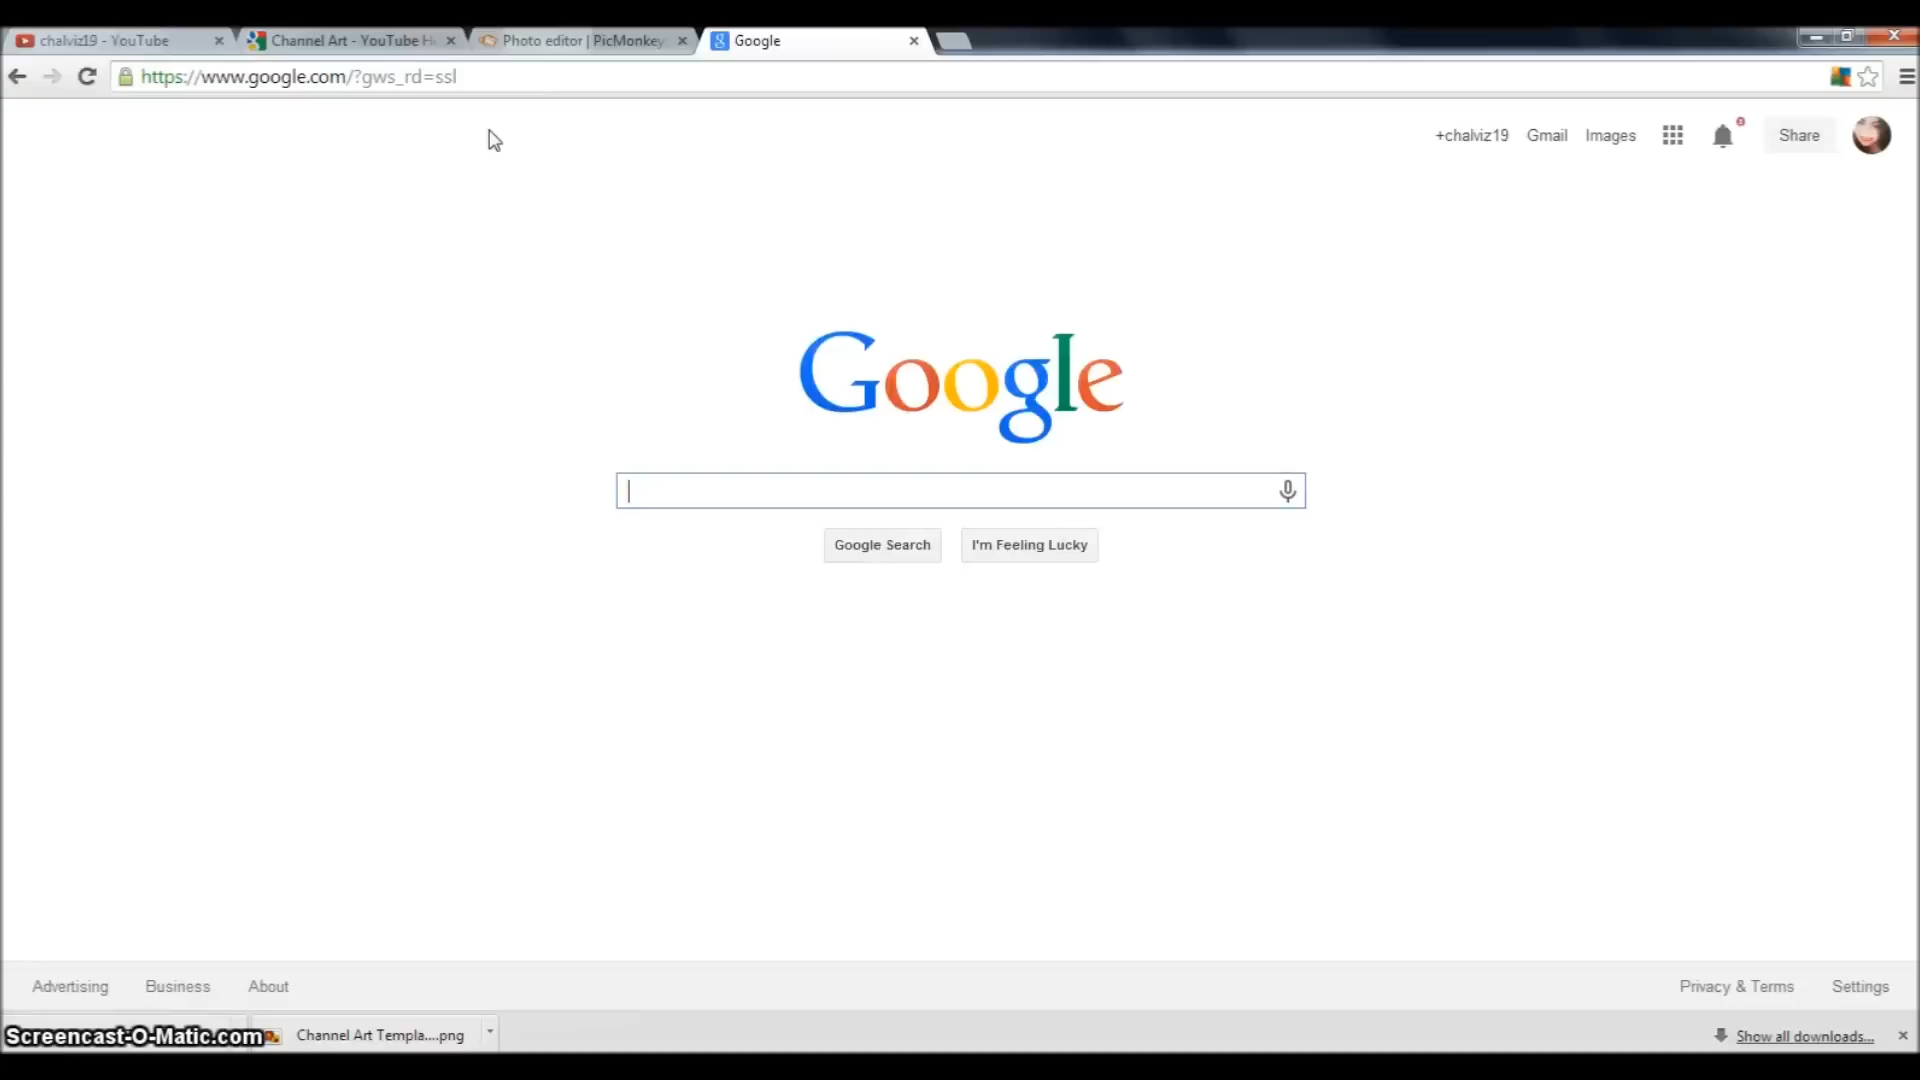 chalviz19 - YouTube
Channel Art - YouTube H
Photo editor | PicMonkey
Google
https://www.google.com/?gws_rd=ssl
+chalviz19 Gmail Images Share
Google
Google Search I'm Feeling Lucky
Advertising Business About Privacy & Terms Settings
Screencast-O-Matic.com Channel Art Templa....png Show all downloads...